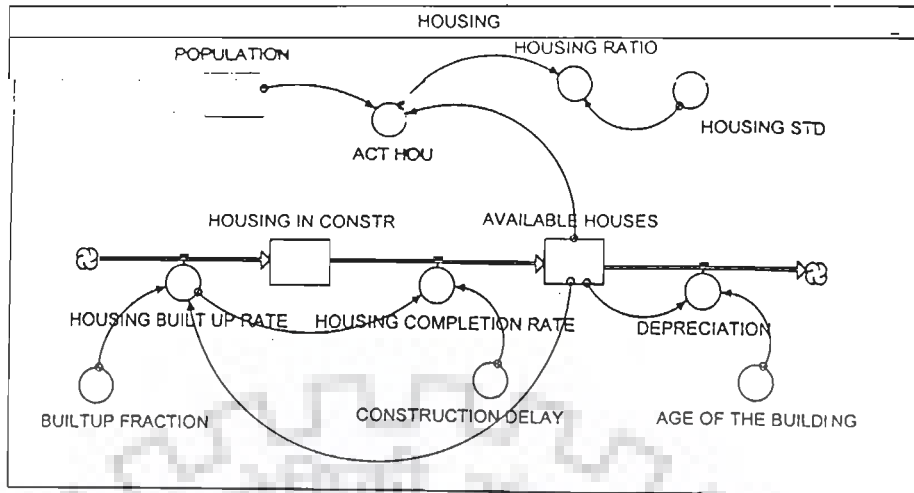 HOUSING
POPULATION
HOUSING RATIO
HOUSING STD
ACT HOU
HOUSING IN CONSTR
AVAILABLE HOUSES
HOUSING BUILT UP RATE
HOUSING COMPLETION RATE
DEPRECIATION
BUILTUP FRACTION
CONSTRUCTION DELAY
AGE OF THE BUILDING